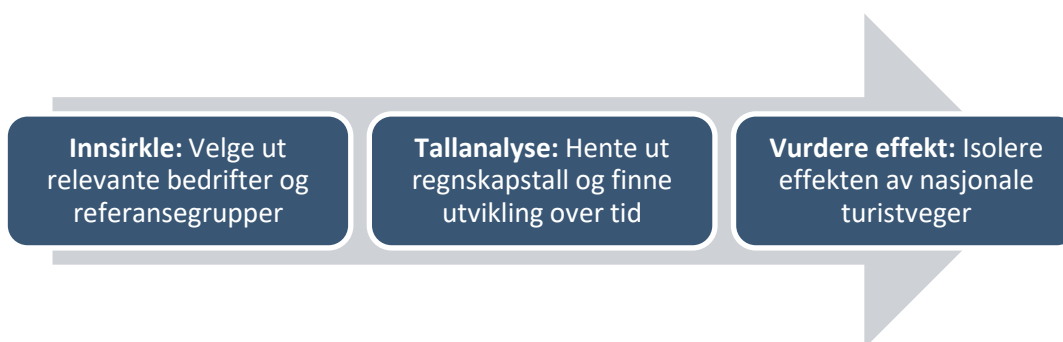 Innsirkle: Velge ut
relevante bedrifter og
referansegrupper
Tallanalyse: Hente ut
regnskapstall og finne
utvikling over tid
Vurdere effekt: Isolere
effekten av nasjonale
turistveger